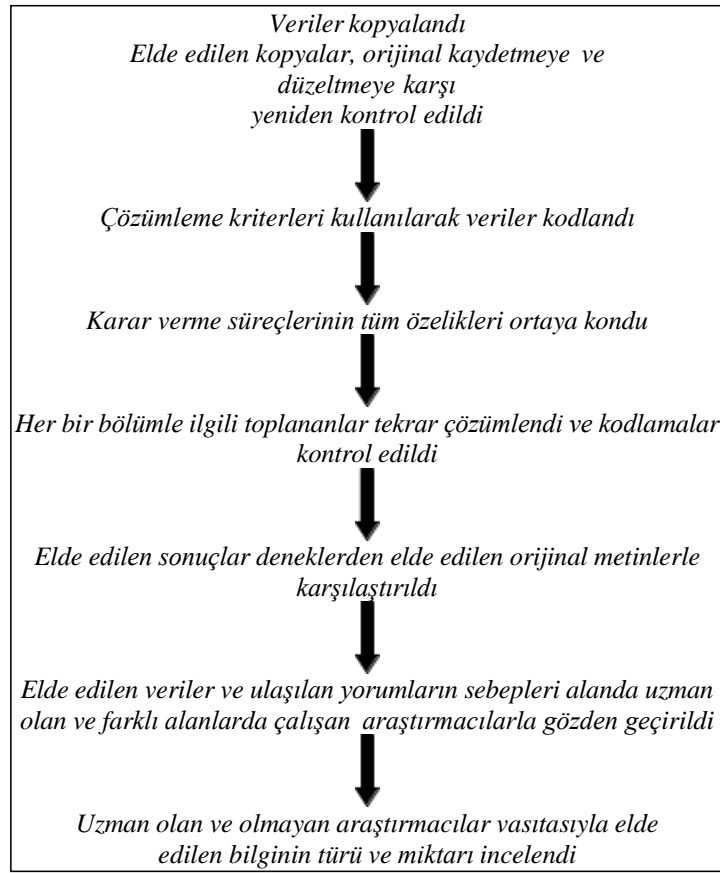 Veriler kopyalandı
Elde edilen kopyalar, orijinal kaydetmeye ve
düzeltmeye karşı
yeniden kontrol edildi
Çözümleme kriterleri kullanılarak veriler kodlandı
Karar verme süreçlerinin tüm özelikleri ortaya kondu
Her bir bölümle ilgili toplananlar tekrar çözümlendi ve kodlamalar
kontrol edildi
Elde edilen sonuçlar deneklerden elde edilen orijinal metinlerle
karşılaştırıldı
Elde edilen veriler ve ulaşılan yorumların sebepleri alanda uzman
olan ve farklı alanlarda çalışan araştırmacılarla gözden geçirildi
Uzman olan ve olmayan araştırmacılar vasıtasıyla elde
edilen bilginin türü ve miktarı incelendi